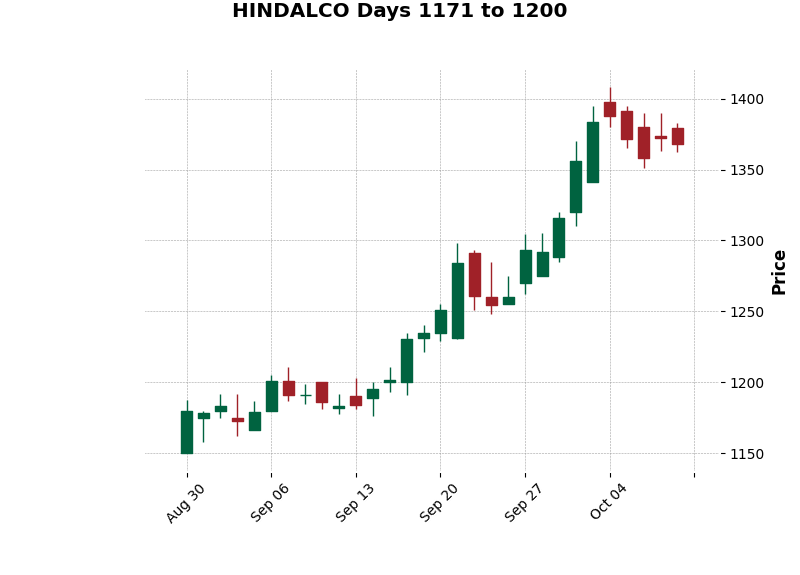 HINDALCO Days 1171 to 1200
1400
1350
1300
1250
1200
1150
Price
Aug 30
Sep 06
Sep 13
Sep 20
Sep 27
Oct 04